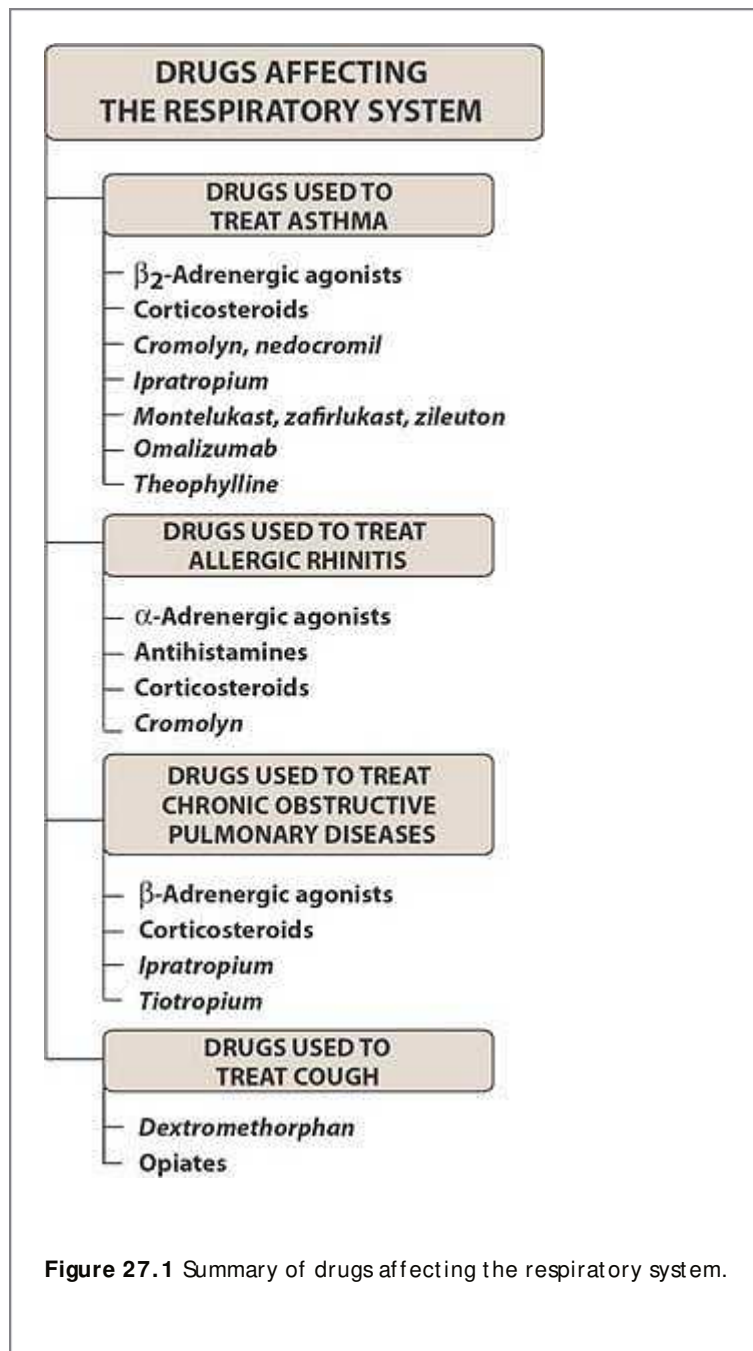 DRUGS AFFECTING
THE RESPIRATORY SYSTEM
DRUGS USED TO
TREAT ASTHMA
β2-Adrenergic agonists
Corticosteroids
Cromolyn, nedocromil
Ipratropium
Montelukast, zafirlukast, zileuton
Omalizumab
Theophylline
DRUGS USED TO TREAT
ALLERGIC RHINITIS
α-Adrenergic agonists
Antihistamines
Corticosteroids
Cromolyn
DRUGS USED TO TREAT
CHRONIC OBSTRUCTIVE
PULMONARY DISEASES
β-Adrenergic agonists
Corticosteroids
Ipratropium
Tiotropium
DRUGS USED TO
TREAT COUGH
Dextromethorphan
Opiates
Figure 27.1 Summary of drugs affecting the respiratory system.